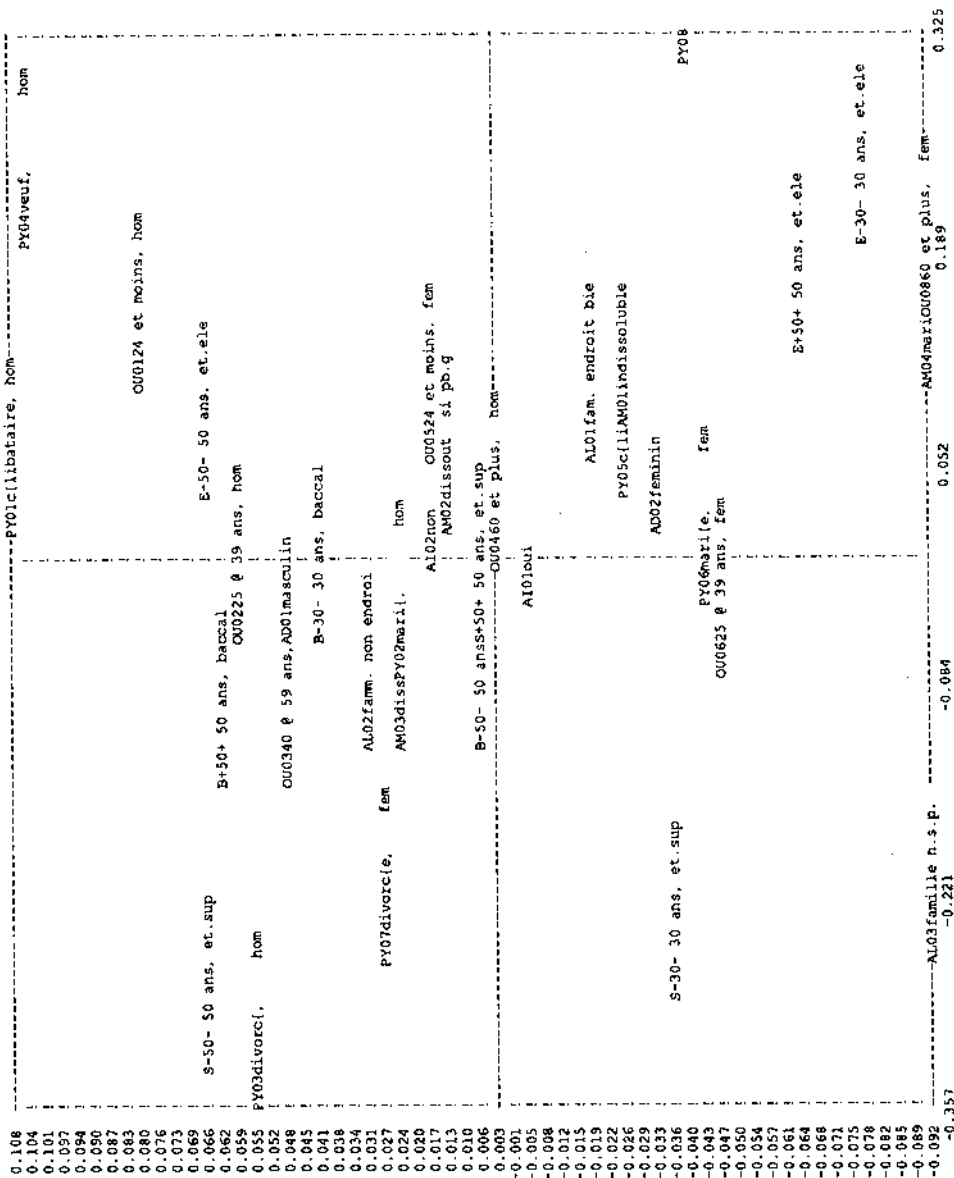 0.108 PY01c{libataire, hom
0.104 PY04veuf, hom
0.101
0.097
0.094
0.090
0.087
0.083
0.080 OU0124 et moins, hom
0.076
0.073
0.069
0.066 S-50- 50 ans, et.sup E-50- 50 ans. et.ele
0.062 B+50+ 50 ans, baccal
0.059 OU0225 @ 39 ans, hom
0.055 PY03divorc{, hom
0.052
0.048 OU0340 @ 59 ans,AD01masculin
0.045
0.041 B-30- 30 ans, baccal
0.038
0.034
0.031 AL02famm. non endroi
0.027 PY07divorc{e, fem
0.024 AM03dissPY02mari{, hom
0.020
0.017 AI02non OU0524 et moins, fem
0.013 AM02dissout si pb.g
0.010
0.006 B-50- 50 ansS+50+ 50 ans, et.sup
0.003 OU0460 et plus, hom
-0.001
-0.005 AI01oui
-0.008
-0.012
-0.015
-0.019 AL01fam. endroit bie
-0.022
-0.026 PY05c{liAM01indissoluble
-0.029
-0.033 AD02feminin
-0.036 S-30- 30 ans, et.sup PY08
-0.040
-0.043 PY06mari{e, fem
-0.047 OU0625 @ 39 ans, fem
-0.050
-0.054
-0.057
-0.061
-0.064 E+50+ 50 ans, et.ele
-0.068
-0.071
-0.075
-0.078 E-30- 30 ans, et.ele
-0.082
-0.085
-0.089
-0.092 AL03famille n.s.p. AM04mariOU0860 et plus, fem
-0.357 -0.221 -0.084 0.052 0.189 0.325